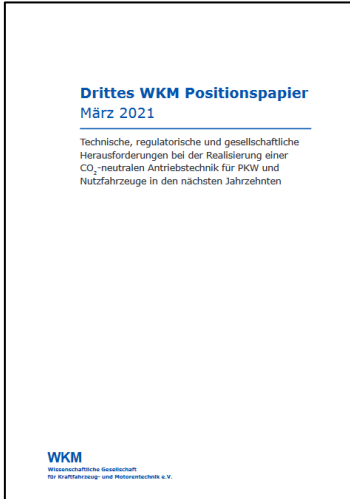 Drittes WKM Positionspapier
März 2021
Technische, regulatorische und gesellschaftliche
Herausforderungen bei der Realisierung einer
CO₂-neutralen Antriebstechnik für PKW und
Nutzfahrzeuge in den nächsten Jahrzehnten
WKM
Wissenschaftliche Gesellschaft
für Kraftfahrzeug- und Motorentechnik e.V.